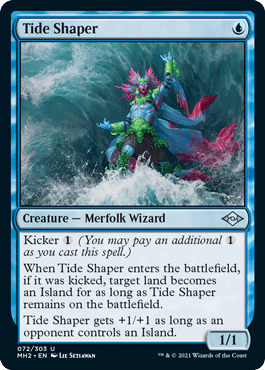 Tide Shaper
Creature — Merfolk Wizard
Kicker 1 (You may pay an additional 1
as you cast this spell.)
When Tide Shaper enters the battlefield,
if it was kicked, target land becomes
an Island for as long as Tide Shaper
remains on the battlefield.
Tide Shaper gets +1/+1 as long as an
opponent controls an Island.
1/1
072/303 U
MH2 • EN Lie Setiawan
™ & © 2021 Wizards of the Coast